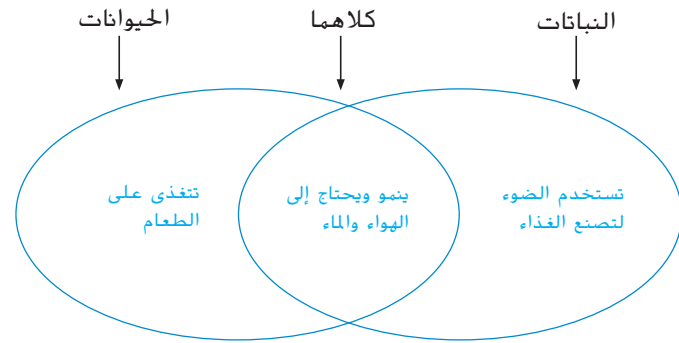 النباتات
كلاهما
الحيوانات
تستخدم الضوء
لتصنع الغذاء
ينمو ويحتاج إلى
الهواء والماء
تتغذى على
الطعام